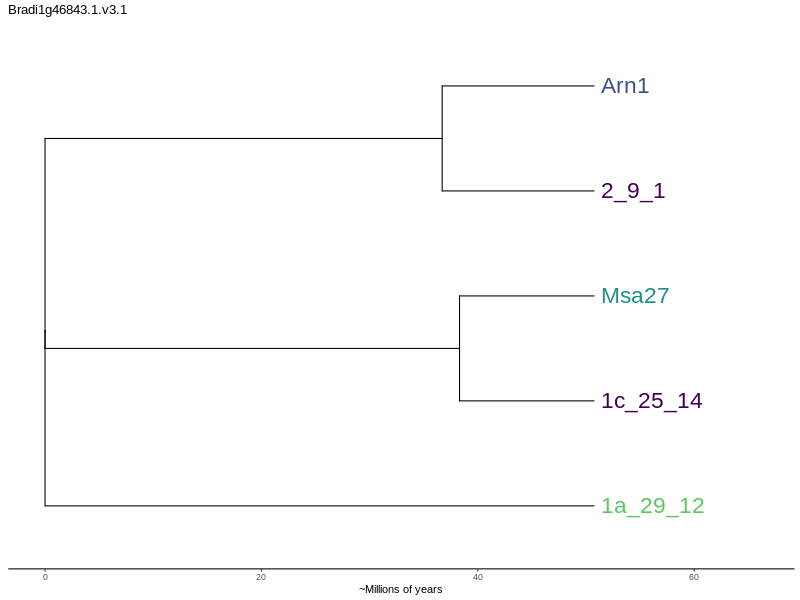 Bradi1g46843.1.v3.1
Arn1
2_9_1
Msa27
1c_25_14
1a_29_12
0 20 40 60
~Millions of years